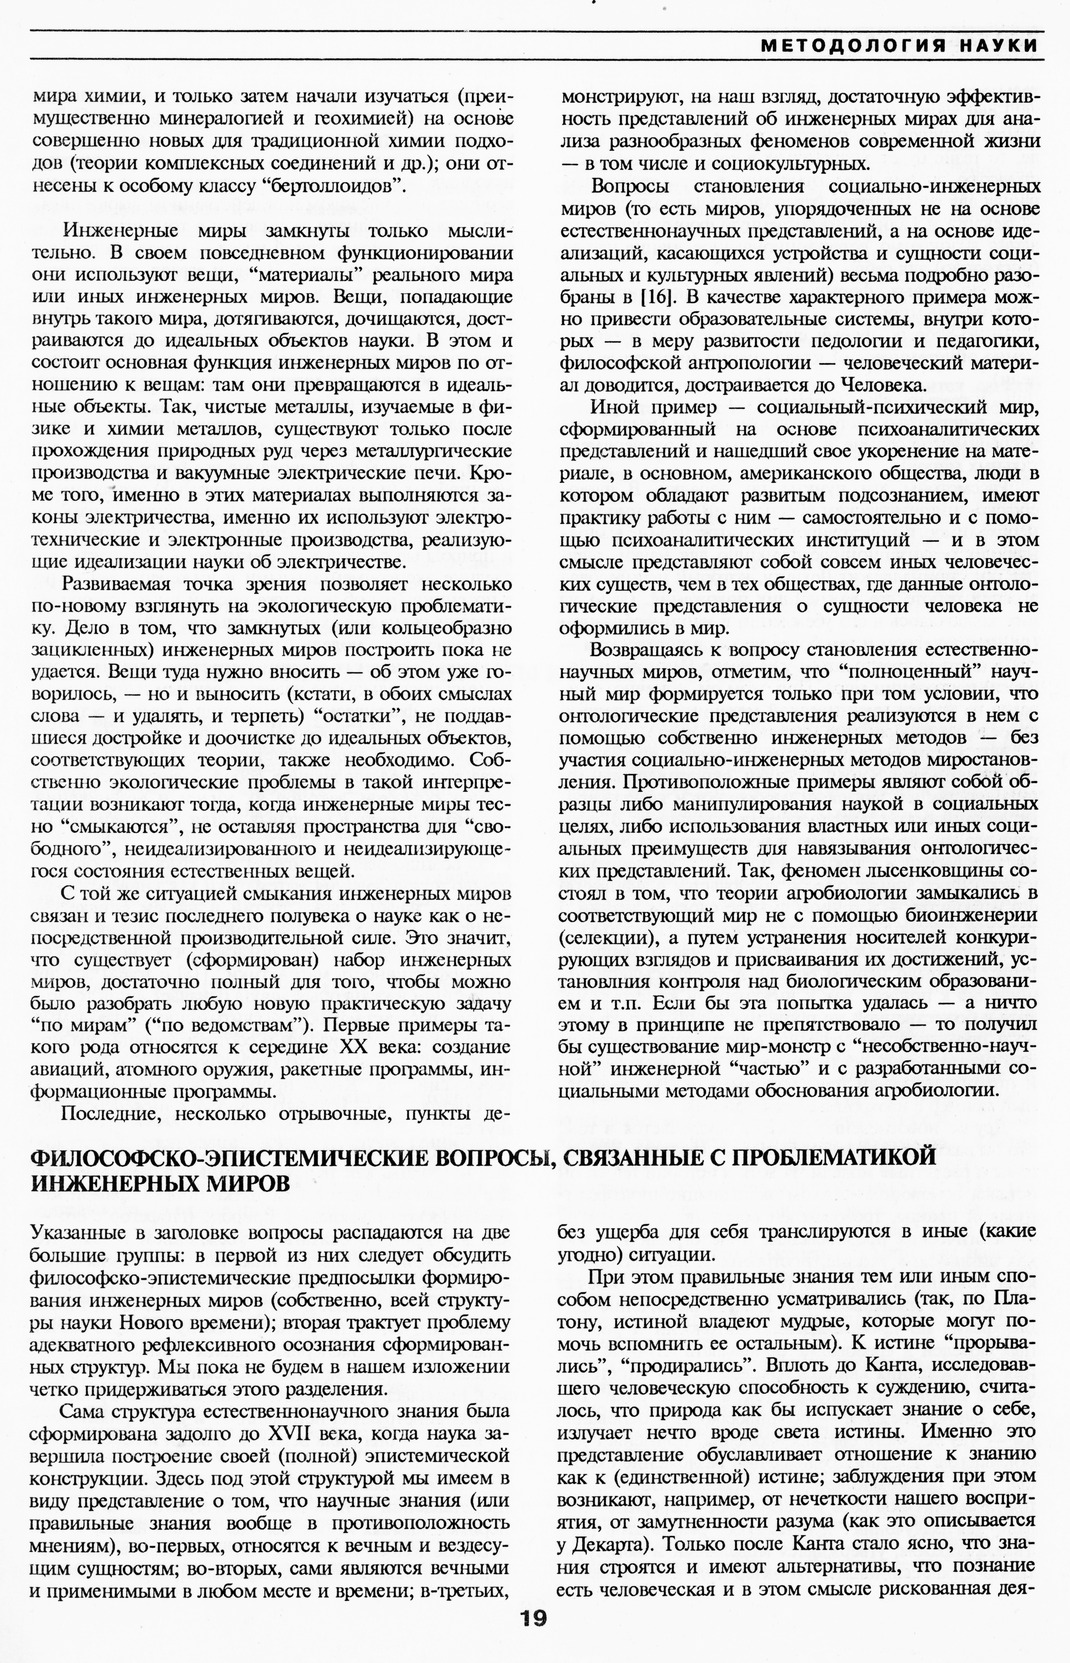 МЕТОДОЛОГИЯ НАУКИ
мира химии, и только затем начали изучаться (преи-
мущественно минералогией и геохимией) на основе
совершенно новых для традиционной химии подхо-
дов (теории комплексных соединений и др.); они от-
несены к особому классу “бертоллоидов”.
Инженерные миры замкнуты только мысли-
тельно. В своем повседневном функционировании
они используют вещи, “материалы” реального мира
или иных инженерных миров. Вещи, попадающие
внутрь такого мира, дотягиваются, дочищаются, дост-
раиваются до идеальных объектов науки. В этом и
состоит основная функция инженерных миров по от-
ношению к вещам: там они превращаются в идеаль-
ные объекты. Так, чистые металлы, изучаемые в фи-
зике и химии металлов, существуют только после
прохождения природных руд через металлургические
производства и вакуумные электрические печи. Кро-
ме того, именно в этих материалах выполняются за-
коны электричества, именно их используют электро-
технические и электронные производства, реализую-
щие идеализации науки об электричестве.
Развиваемая точка зрения позволяет несколько
по-новому взглянуть на экологическую проблемати-
ку. Дело в том, что замкнутых (или кольцеобразно
зацикленных) инженерных миров построить пока не
удается. Вещи туда нужно вносить — об этом уже го-
ворилось, — но и выносить (кстати, в обоих смыслах
слова — и удалять, и терпеть) “остатки”, не поддав-
шиеся достройке и доочистке до идеальных объектов,
соответствующих теории, также необходимо. Соб-
ственно экологические проблемы в такой интерпре-
тации возникают тогда, когда инженерные миры тес-
но “смыкаются”, не оставляя пространства для “сво-
бодного”, неидеализированного и неидеализирующе-
гося состояния естественных вещей.
С той же ситуацией смыкания инженерных миров
связан и тезис последнего полувека о науке как о не-
посредственной производительной силе. Это значит,
что существует (сформирован) набор инженерных
миров, достаточно полный для того, чтобы можно
было разобрать любую новую практическую задачу
“по мирам” (“по ведомствам”). Первые примеры та-
кого рода относятся к середине XX века: создание
авиаций, атомного оружия, ракетные программы, ин-
формационные программы.
Последние, несколько отрывочные, пункты де-
монстрируют, на наш взгляд, достаточную эффектив-
ность представлений об инженерных мирах для ана-
лиза разнообразных феноменов современной жизни
— в том числе и социокультурных.
Вопросы становления социально-инженерных
миров (то есть миров, упорядоченных не на основе
естественнонаучных представлений, а на основе иде-
ализаций, касающихся устройства и сущности соци-
альных и культурных явлений) весьма подробно разо-
браны в [16]. В качестве характерного примера мож-
но привести образовательные системы, внутри кото-
рых — в меру развитости педологии и педагогики,
философской антропологии — человеческий матери-
ал доводится, достраивается до Человека.
Иной пример — социальный-психический мир,
сформированный на основе психоаналитических
представлений и нашедший свое укоренение на мате-
риале, в основном, американского общества, люди в
котором обладают развитым подсознанием, имеют
практику работы с ним — самостоятельно и с помо-
щью психоаналитических институций — и в этом
смысле представляют собой совсем иных человечес-
ких существ, чем в тех обществах, где данные онтоло-
гические представления о сущности человека не
оформились в мир.
Возвращаясь к вопросу становления естественно-
научных миров, отметим, что “полноценный” науч-
ный мир формируется только при том условии, что
онтологические представления реализуются в нем с
помощью собственно инженерных методов — без
участия социально-инженерных методов миростанов-
ления. Противоположные примеры являют собой об-
разцы либо манипулирования наукой в социальных
целях, либо использования властных или иных соци-
альных преимуществ для навязывания онтологичес-
ких представлений. Так, феномен лысенковщины со-
стоял в том, что теории агробиологии замыкались в
соответствующий мир не с помощью биоинженерии
(селекции), а путем устранения носителей конкури-
рующих взглядов и присваивания их достижений, ус-
тановлпия контроля над биологическим образовани-
ем и т.п. Если бы эта попытка удалась — а ничто
этому в принципе не препятствовало — то получил
бы существование мир-монстр с “несобственно-науч-
ной” инженерной “частью” и с разработанными со-
циальными методами обоснования агробиологии.
ФИЛОСОФСКО-ЭПИСТЕМИЧЕСКИЕ ВОПРОСЫ, СВЯЗАННЫЕ С ПРОБЛЕМАТИКОЙ
ИНЖЕНЕРНЫХ МИРОВ
Указанные в заголовке вопросы распадаются на две
большие группы: в первой из них следует обсудить
философско-эпистемические предпосылки формиро-
вания инженерных миров (собственно, всей структу-
ры науки Нового времени); вторая трактует проблему
адекватного рефлексивного осознания сформирован-
ных структур. Мы пока не будем в нашем изложении
четко придерживаться этого разделения.
Сама структура естественнонаучного знания была
сформирована задолго до XVII века, когда наука за-
вершила построение своей (полной) эпистемической
конструкции. Здесь под этой структурой мы имеем в
виду представление о том, что научные знания (или
правильные знания вообще в противоположность
мнениям), во-первых, относятся к вечным и вездесу-
щим сущностям; во-вторых, сами являются вечными
и применимыми в любом месте и времени; в-третьих,
без ущерба для себя транслируются в иные (какие
угодно) ситуации.
При этом правильные знания тем или иным спо-
собом непосредственно усматривались (так, по Пла-
тону, истиной владеют мудрые, которые могут по-
мочь вспомнить ее остальным). К истине “прорыва-
лись”, “продирались”. Вплоть до Канта, исследовав-
шего человеческую способность к суждению, счита-
лось, что природа как бы испускает знание о себе,
излучает нечто вроде света истины. Именно это
представление обуславливает отношение к знанию
как к (единственной) истине; заблуждения при этом
возникают, например, от нечеткости нашего воспри-
ятия, от замутненности разума (как это описывается
у Декарта). Только после Канта стало ясно, что зна-
ния строятся и имеют альтернативы, что познание
есть человеческая и в этом смысле рискованная дея-
19